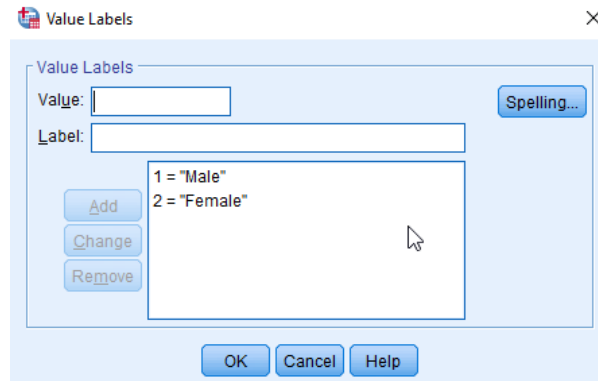 Value Labels
Value Labels
Value:
Spelling...
Label:
1 = "Male"
2 = "Female"
Add
Change
Remove
OK Cancel Help